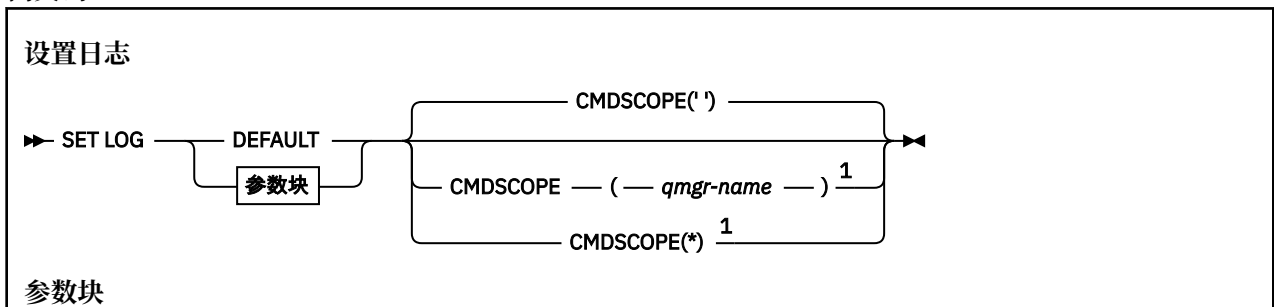 设置日志
CMDSCOPE(' ')
SET LOG DEFAULT
参数块
CMDSCOPE ( qmgr-name ) 1
CMDSCOPE(*) 1
参数块